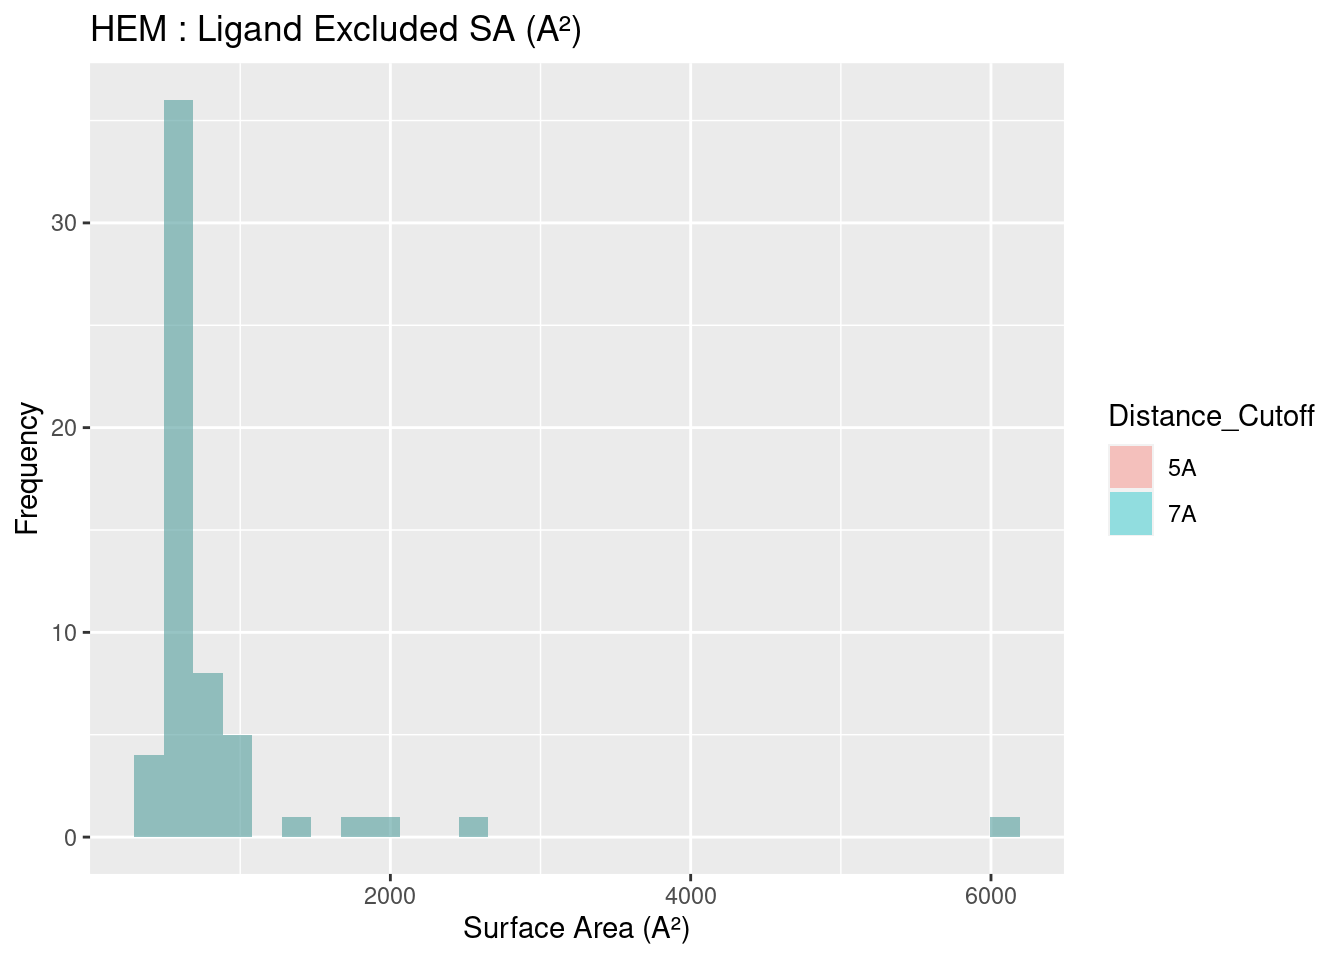 HEM : Ligand Excluded SA (A²)
30
20
10
0
Frequency
2000 4000 6000
Surface Area (A²)
Distance_Cutoff
5A
7A